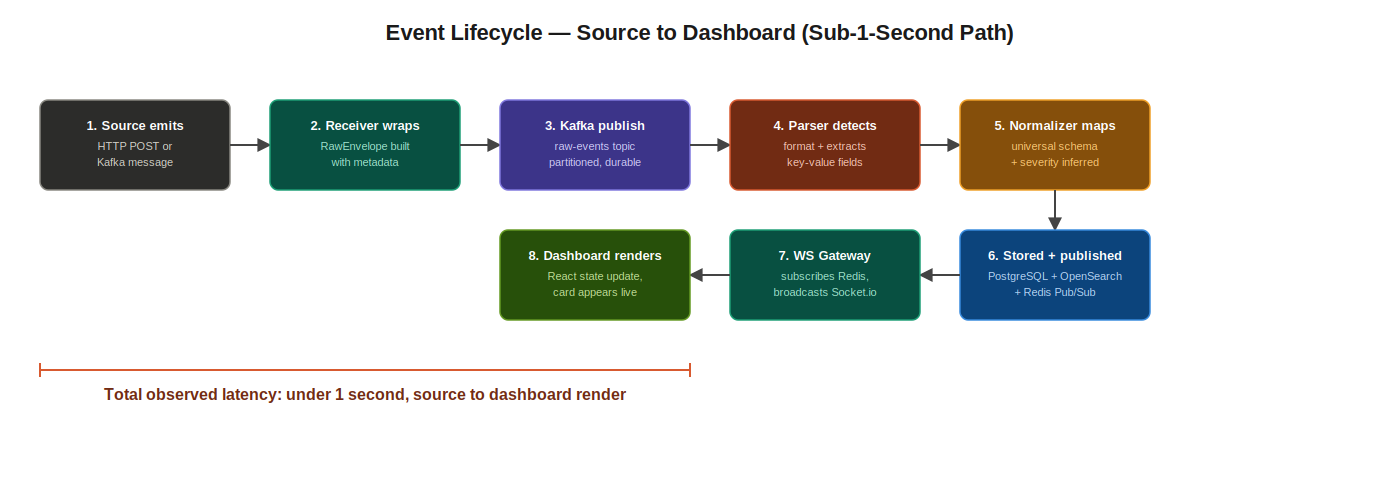 Event Lifecycle — Source to Dashboard (Sub-1-Second Path)
1. Source emits
HTTP POST or
Kafka message
2. Receiver wraps
RawEnvelope built
with metadata
3. Kafka publish
raw-events topic
partitioned, durable
4. Parser detects
format + extracts
key-value fields
5. Normalizer maps
universal schema
+ severity inferred
6. Stored + published
PostgreSQL + OpenSearch
+ Redis Pub/Sub
7. WS Gateway
subscribes Redis,
broadcasts Socket.io
8. Dashboard renders
React state update,
card appears live
Total observed latency: under 1 second, source to dashboard render